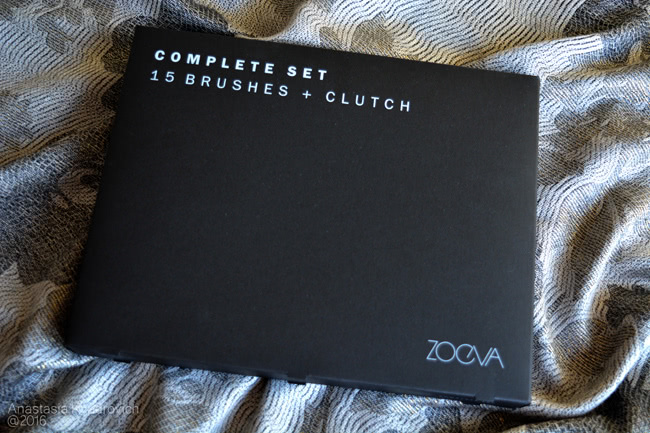 COMPLETE SET
15 BRUSHES + CLUTCH
ZOEVA
Anastasia
@2016